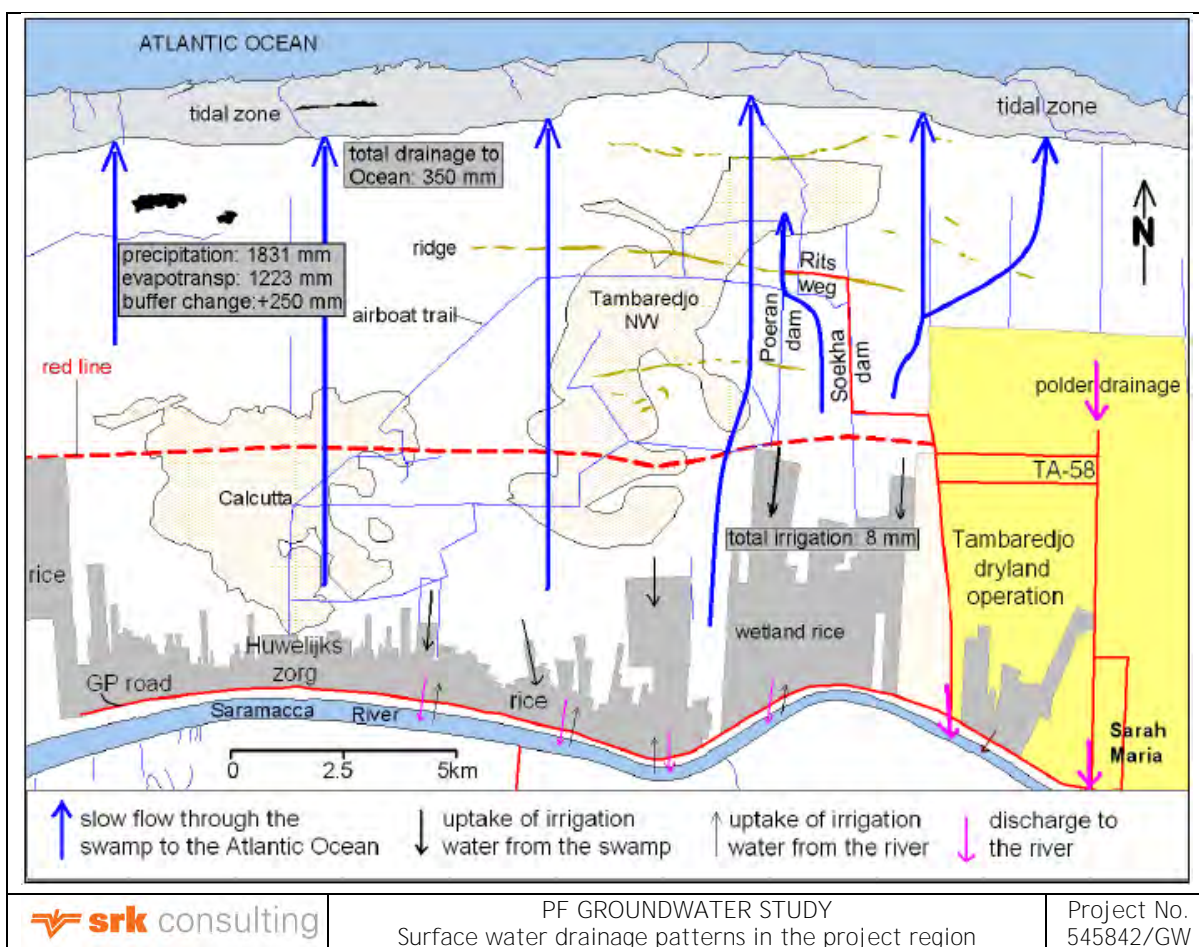 ATLANTIC OCEAN
tidal zone
tidal zone
total drainage to
Ocean: 350 mm
N
precipitation: 1831 mm
evapotransp: 1223 mm
buffer change:+250 mm
ridge
Rits
Weg
airboat trail
Tambaredjo
NW
Poeran
dam
Soekha
dam
red line
polder drainage
TA-58
Calcutta
total irrigation: 8 mm
Tambaredjo
dryland
operation
rice
Huwelijks
zorg
wetland rice
GP road
rice
Saramacca River
Sarah
Maria
0 2.5 5km
slow flow through the
swamp to the Atlantic Ocean
uptake of irrigation
water from the swamp
uptake of irrigation
water from the river
discharge to
the river
srk consulting
PF GROUNDWATER STUDY
Surface water drainage patterns in the project region
Project No.
545842/GW